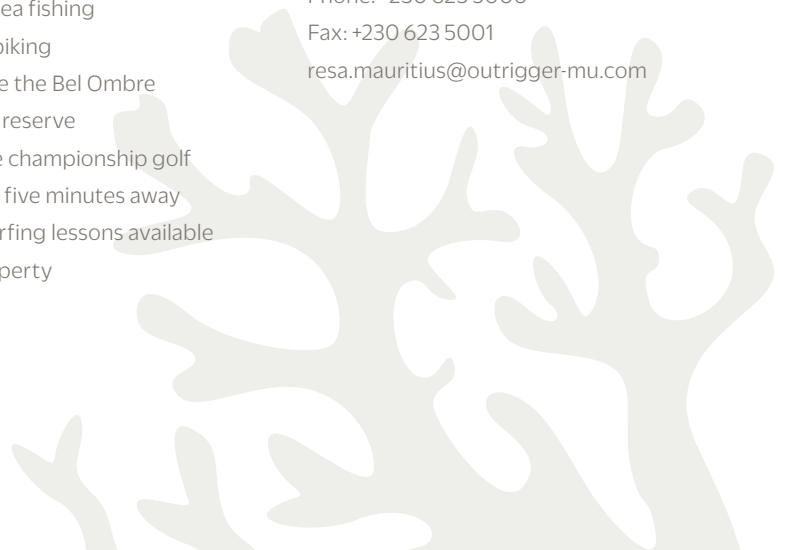 ea fishing
biking
e the Bel Ombre
reserve
e championship golf
five minutes away
rfing lessons available
perty
Fax: +230 623 5001
resa.mauritius@outrigger-mu.com